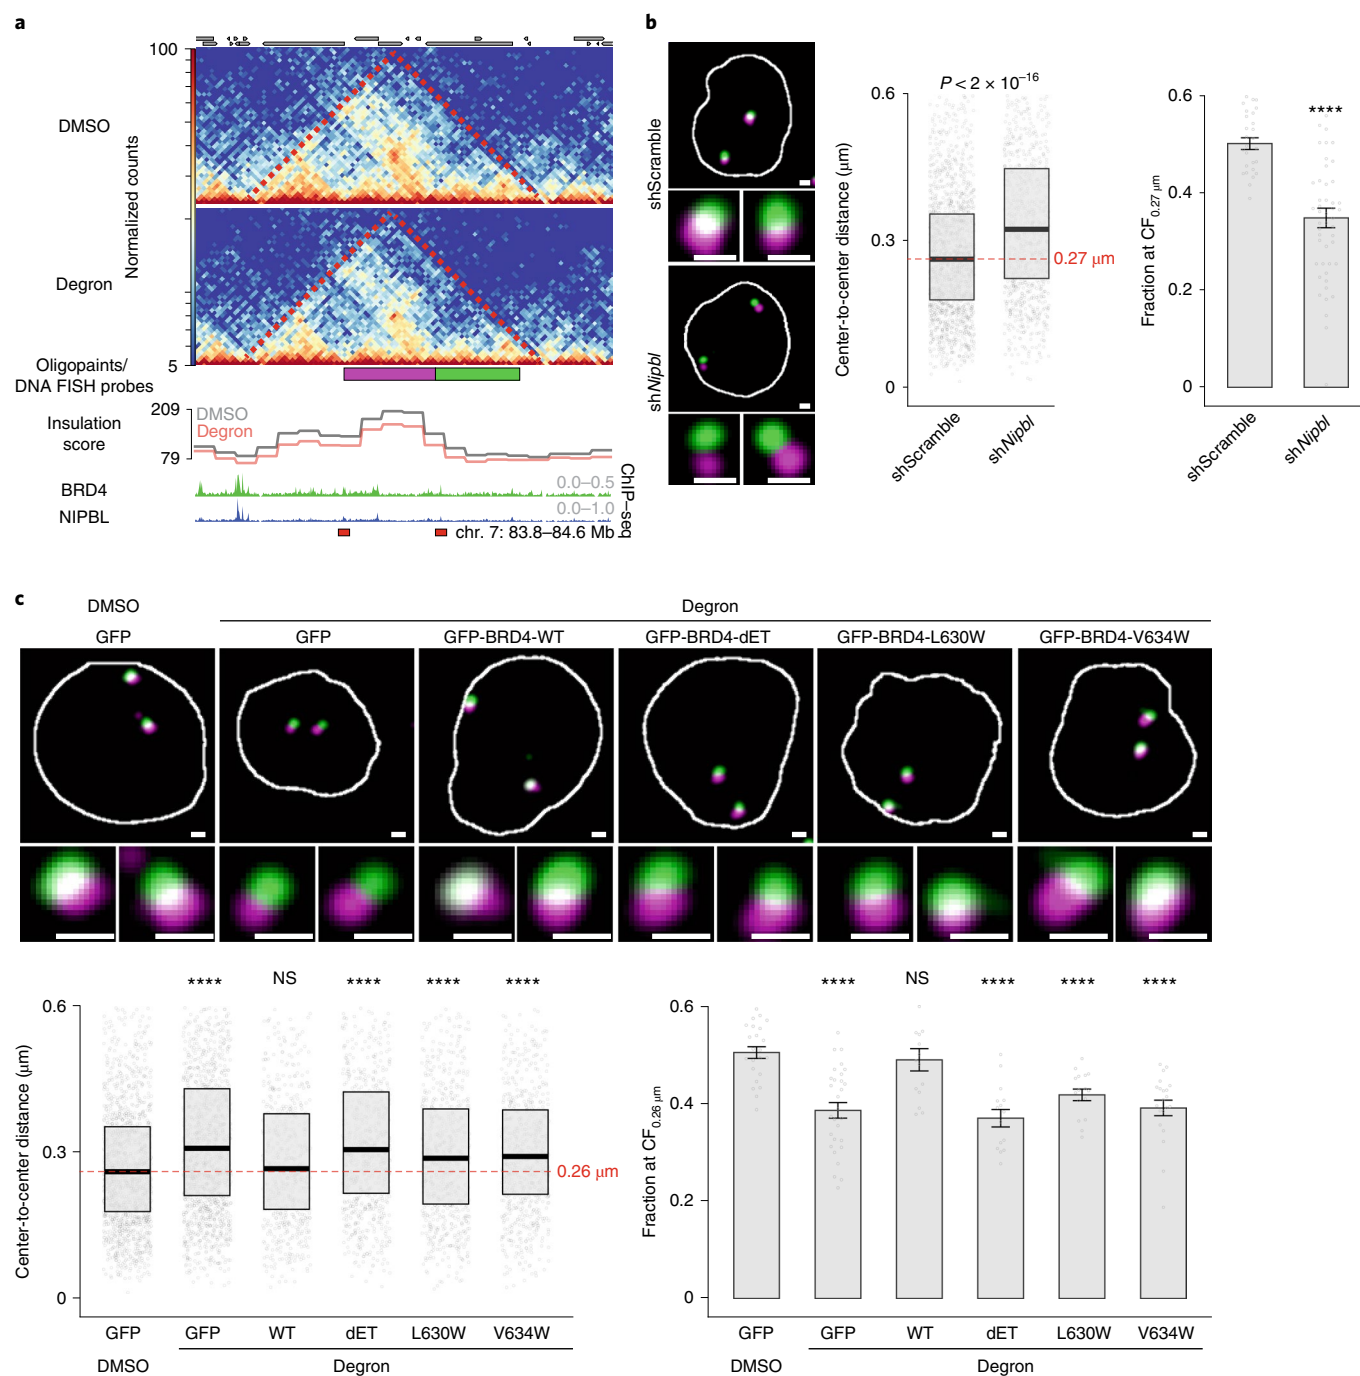 a
100
DMSO
Normalized counts
Degron
5
Oligopaints/
DNA FISH probes
209
DMSO
Degron
Insulation
score
79
BRD4
0.0–0.5
NIPBL
0.0–1.0
ChIP–seq
chr. 7: 83.8–84.6 Mb
b
shScramble
shNipbl
P < 2 × 10–16
Center-to-center distance (μm)
0.6
0.3
0
0.27 μm
shScramble
shNipbl
Fraction at CF0.27 μm
0.6
0.4
0.2
0
****
shScramble
shNipbl
c
DMSO
Degron
GFP
GFP
GFP-BRD4-WT
GFP-BRD4-dET
GFP-BRD4-L630W
GFP-BRD4-V634W
**** NS **** **** ****
Center-to-center distance (μm)
0.6
0.3
0
0.26 μm
GFP GFP WT dET L630W V634W
DMSO Degron
**** NS **** **** ****
Fraction at CF0.26 μm
0.6
0.4
0.2
0
GFP GFP WT dET L630W V634W
DMSO Degron